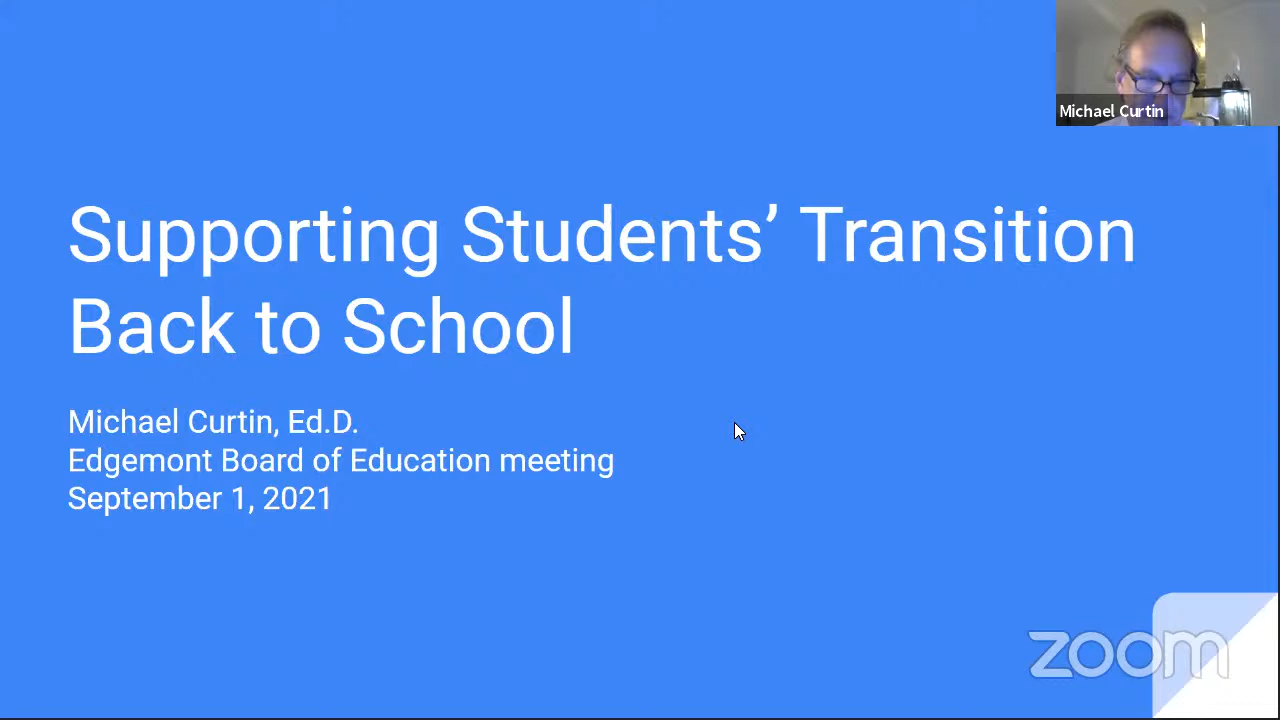 Michael Curtin
Supporting Students’ Transition
Back to School
Michael Curtin, Ed.D.
Edgemont Board of Education meeting
September 1, 2021
zoom